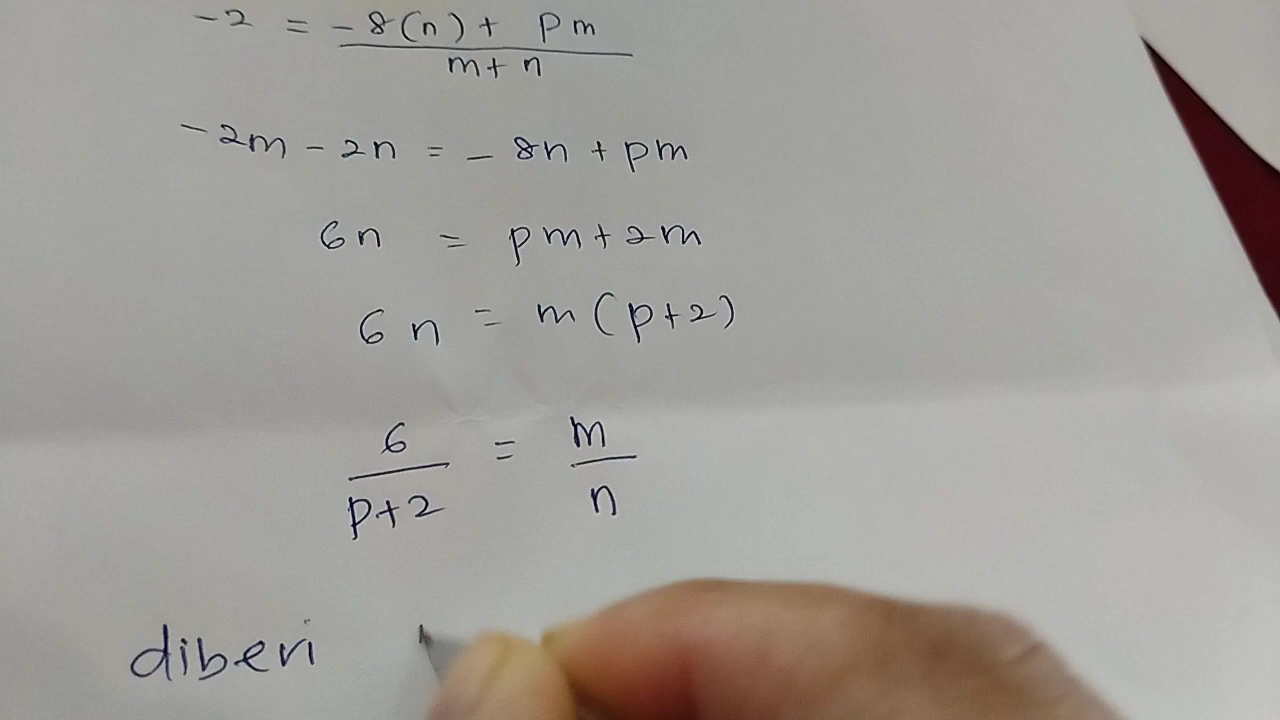 -2 = -8(n) + pm
m + n
-2m - 2n = - 8n + pm
6n = pm + 2m
6n = m(p+2)
6 = m
p+2 n
diberi